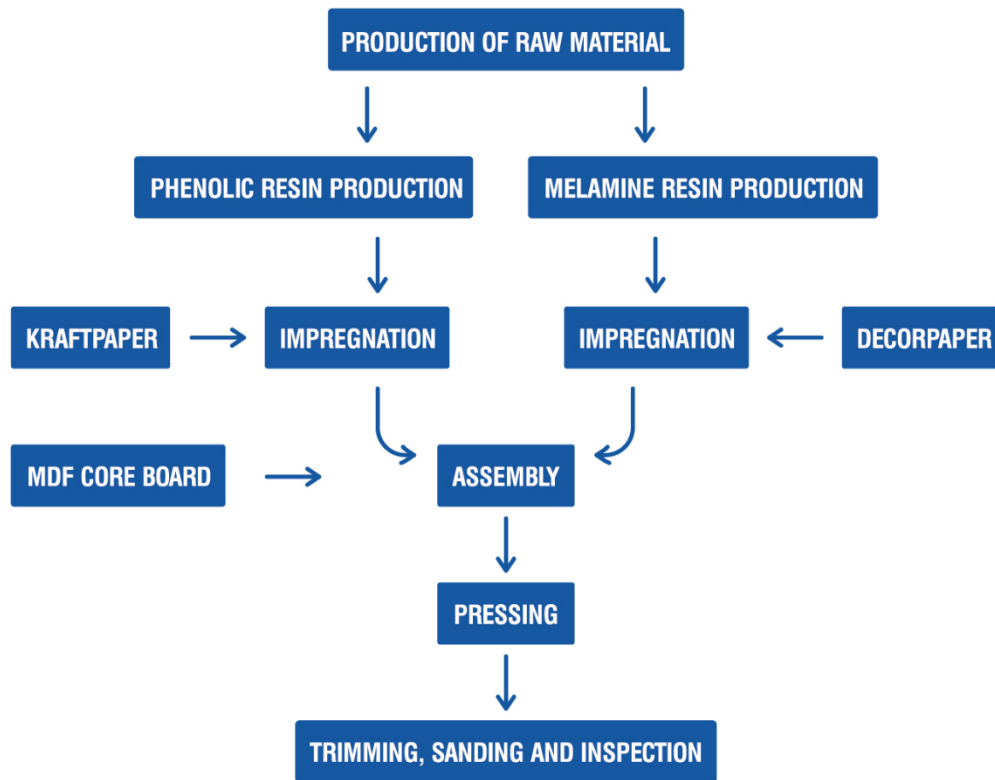 PRODUCTION OF RAW MATERIAL
PHENOLIC RESIN PRODUCTION
MELAMINE RESIN PRODUCTION
KRAFTPAPER
IMPREGNATION
IMPREGNATION
DECORPAPER
MDF CORE BOARD
ASSEMBLY
PRESSING
TRIMMING, SANDING AND INSPECTION